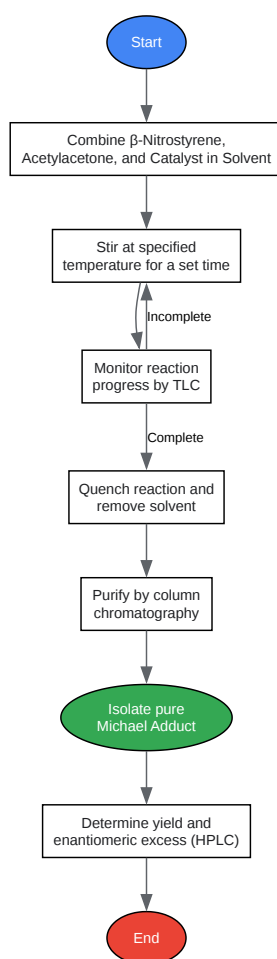 Start
Combine β-Nitrostyrene,
Acetylacetone, and Catalyst in Solvent
Stir at specified
temperature for a set time
Incomplete
Monitor reaction
progress by TLC
Complete
Quench reaction and
remove solvent
Purify by column
chromatography
Isolate pure
Michael Adduct
Determine yield and
enantiomeric excess (HPLC)
End